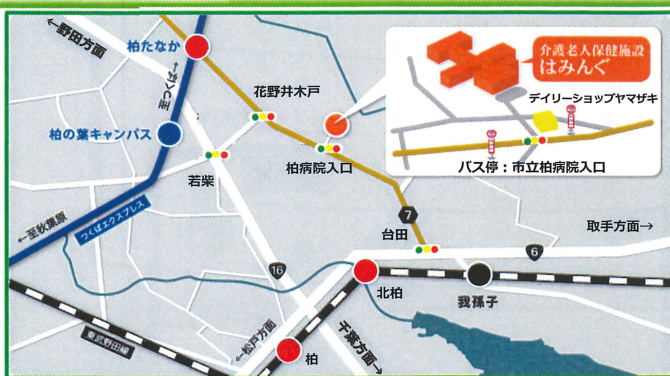 ←野田方面
柏たなか
至つくば→
花野井木戸
介護老人保健施設
はみんぐ
デイリーショップヤマザキ
柏の葉キャンパス
バス停：市立柏病院入口
若柴
柏病院入口
7
台田
取手方面→
←至秋葉原
つくばエクスプレス
6
16
北柏
我孫子
東武野田線
←松戸方面
柏
千葉方面→